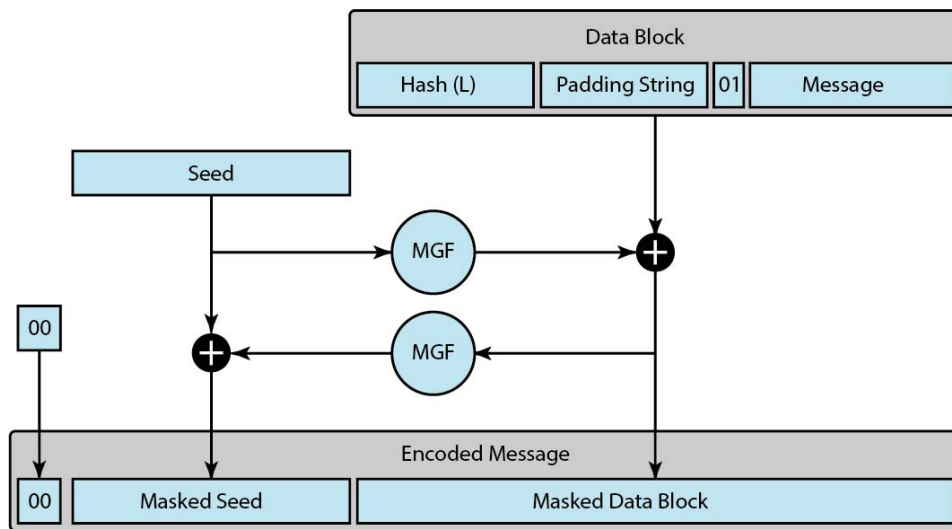 Data Block
Hash (L) Padding String 01 Message
Seed
MGF
00
MGF
Encoded Message
00 Masked Seed Masked Data Block